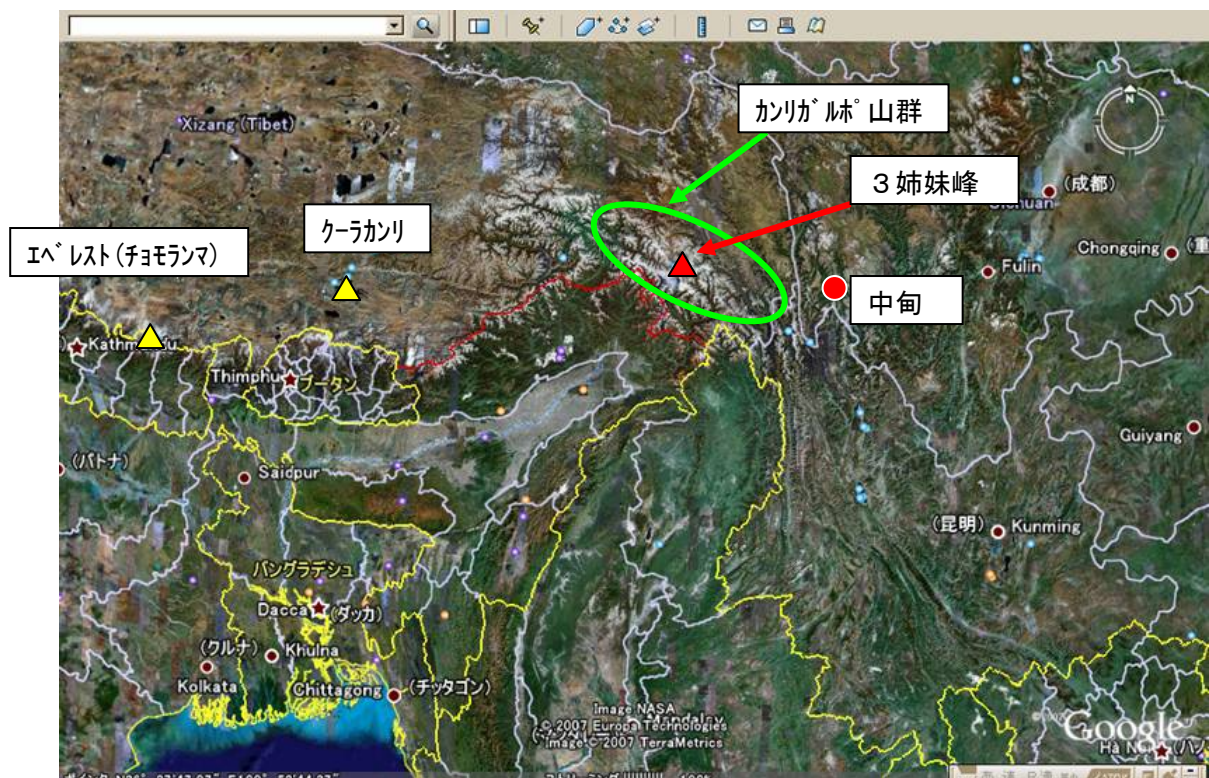 N
Xizang (Tibet)
ｶﾝﾘｶﾞﾙﾎﾟ山群
３姉妹峰
(成都)
Chongqing
ｸｰﾗｶﾝﾘ
ｴﾍﾞﾚｽﾄ(ﾁｮﾓﾗﾝﾏ)
Fulin
中甸
Thimphu
ブータン
Guiyang
(パトナ)
Saidpur
(昆明)
Kunming
バングラデシュ
Dacca
(ダッカ)
(クルナ)
Khulna
Kolkata
Chittagong
(チッタゴン)
Image NASA
© 2007 Europa Technologies
Image © 2007 TerraMetrics
Mandalay
Google